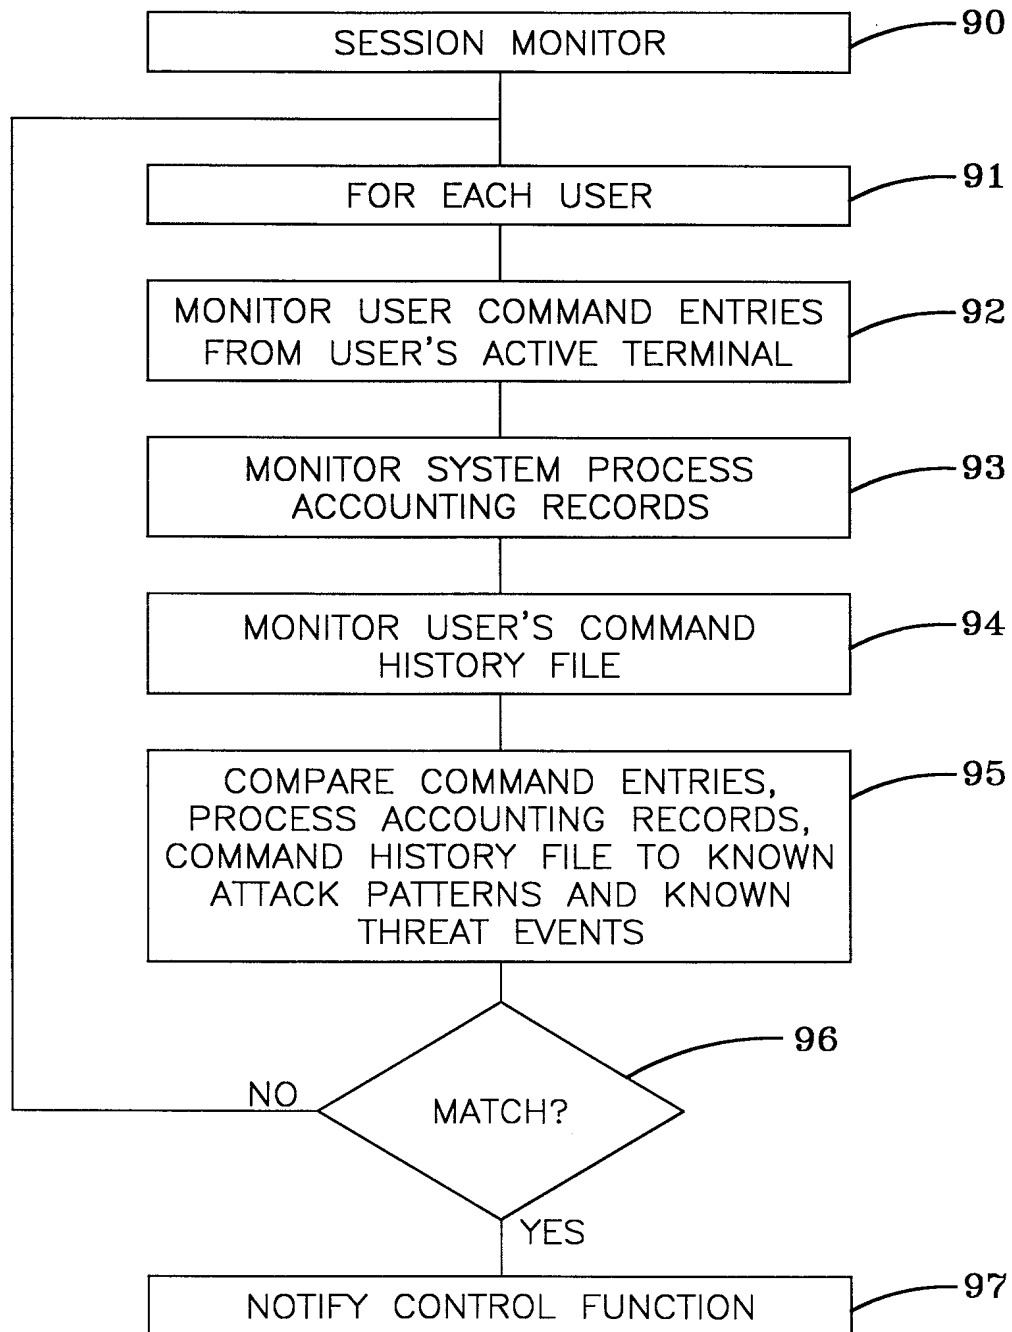 SESSION MONITOR
90
FOR EACH USER
91
MONITOR USER COMMAND ENTRIES
FROM USER'S ACTIVE TERMINAL
92
MONITOR SYSTEM PROCESS
ACCOUNTING RECORDS
93
MONITOR USER'S COMMAND
HISTORY FILE
94
COMPARE COMMAND ENTRIES,
PROCESS ACCOUNTING RECORDS,
COMMAND HISTORY FILE TO KNOWN
ATTACK PATTERNS AND KNOWN
THREAT EVENTS
95
96
NO
MATCH?
YES
NOTIFY CONTROL FUNCTION
97